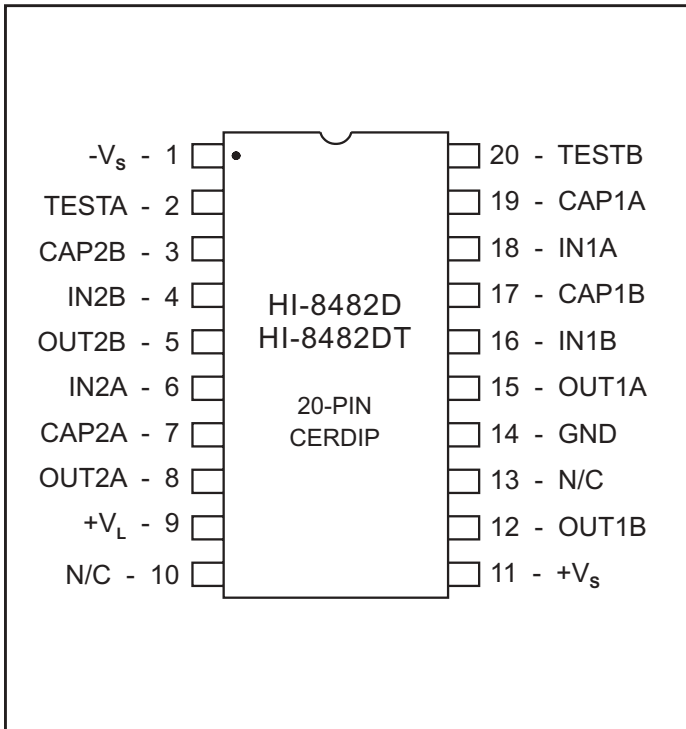 -Vs - 1
TESTA - 2
CAP2B - 3
IN2B - 4
OUT2B - 5
IN2A - 6
CAP2A - 7
OUT2A - 8
+VL - 9
N/C - 10
HI-8482D
HI-8482DT
20-PIN
CERDIP
20 - TESTB
19 - CAP1A
18 - IN1A
17 - CAP1B
16 - IN1B
15 - OUT1A
14 - GND
13 - N/C
12 - OUT1B
11 - +Vs